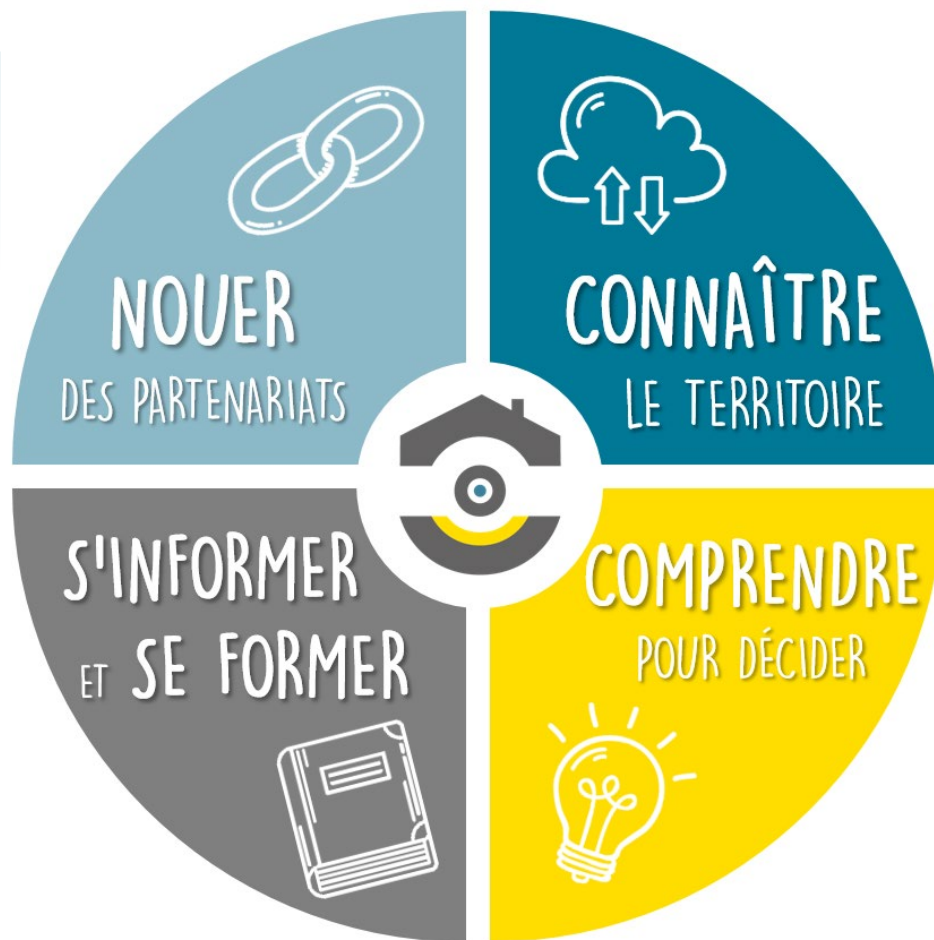 NOUER
DES PARTENARIATS
CONNAÎTRE
LE TERRITOIRE
S'INFORMER
ET SE FORMER
COMPRENDRE
POUR DÉCIDER